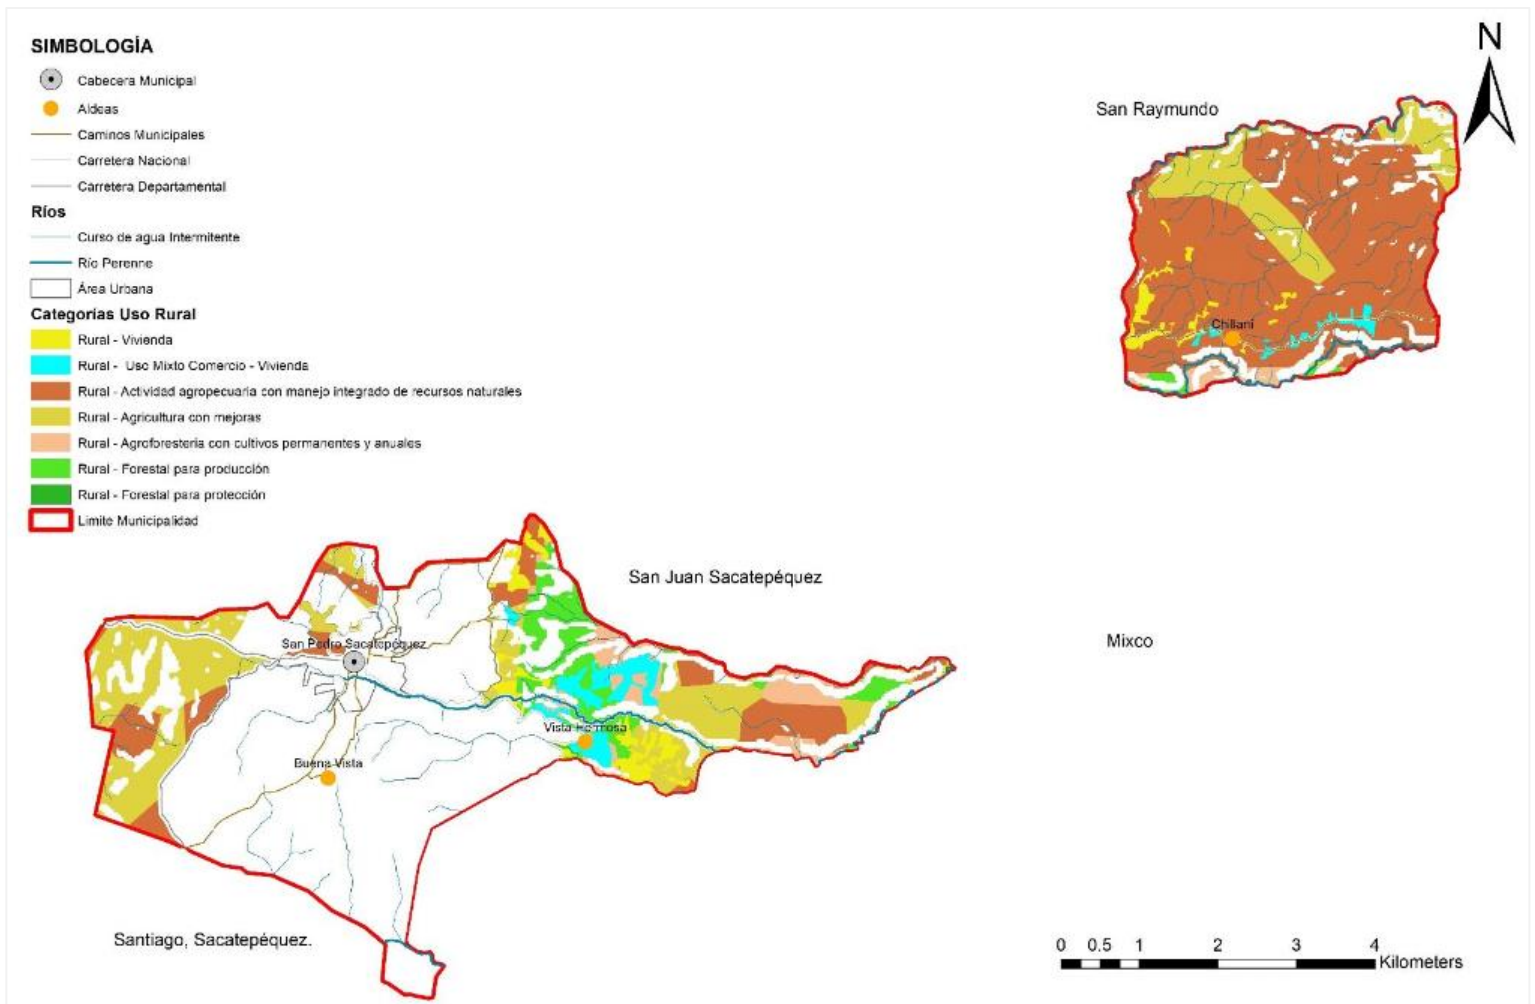 SIMBOLOGÍA
Cabecera Municipal
Aldeas
Caminos Municipales
Carretera Nacional
Carretera Departamental
Ríos
Curso de agua Intermitente
Río Perenne
Área Urbana
Categorías Uso Rural
Rural - Vivienda
Rural - Uso Mixto Comercio - Vivienda
Rural - Actividad agropecuaria con manejo integrado de recursos naturales
Rural - Agricultura con mejoras
Rural - Agroforestería con cultivos permanentes y anuales
Rural - Forestal para producción
Rural - Forestal para protección
Limite Municipalidad
N
San Raymundo
Chillani
San Juan Sacatepéquez
Mixco
San Pedro Sacatepéquez
Vista Hermosa
Buena Vista
Santiago, Sacatepéquez.
0 0.5 1 2 3 4
Kilometers